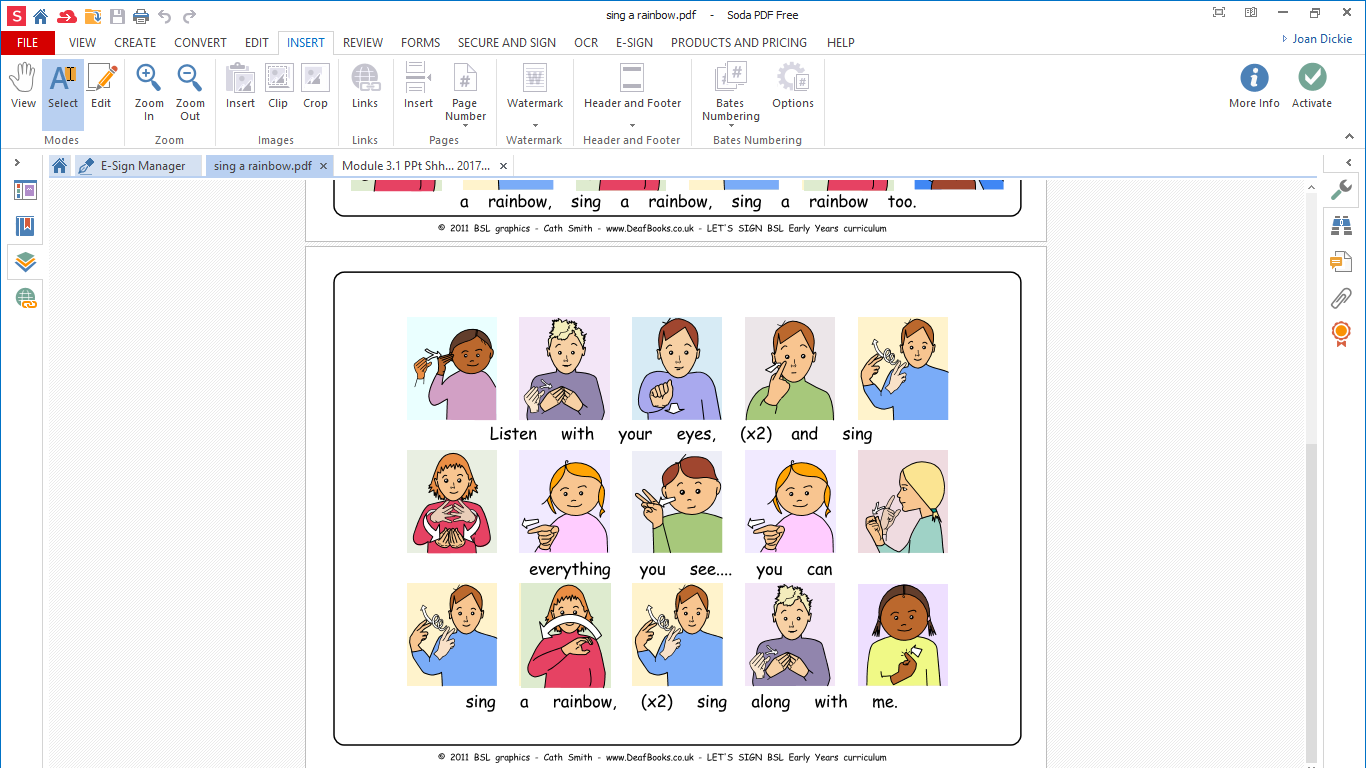 S
sing a rainbow.pdf - Soda PDF Free
FILE VIEW CREATE CONVERT EDIT INSERT REVIEW FORMS SECURE AND SIGN OCR E-SIGN PRODUCTS AND PRICING HELP
Joan Dickie
View Select Edit Zoom In Zoom Out Insert Clip Crop Links Insert Page Number Watermark Header and Footer Bates Numbering Options More Info Activate
Modes Zoom Images Links Pages Watermark Header and Footer Bates Numbering
E-Sign Manager sing a rainbow.pdf Module 3.1 PPt Shh... 2017...
a rainbow, sing a rainbow, sing a rainbow too.
© 2011 BSL graphics - Cath Smith - www.DeafBooks.co.uk - LET'S SIGN BSL Early Years curriculum
Listen with your eyes, (x2) and sing
everything you see.... you can
sing a rainbow, (x2) sing along with me.
© 2011 BSL graphics - Cath Smith - www.DeafBooks.co.uk - LET'S SIGN BSL Early Years curriculum